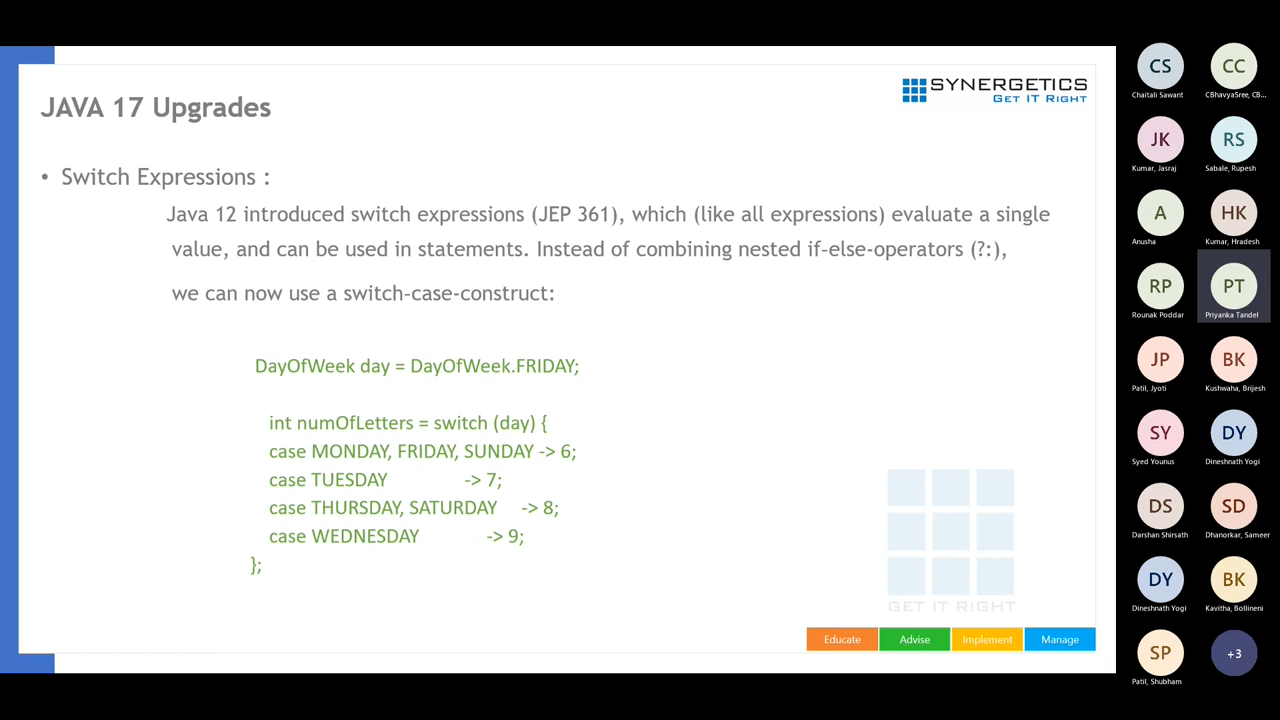 SYNERGETICS
GET IT RIGHT
JAVA 17 Upgrades
• Switch Expressions :
Java 12 introduced switch expressions (JEP 361), which (like all expressions) evaluate a single
value, and can be used in statements. Instead of combining nested if-else-operators (?:),
we can now use a switch-case-construct:
DayOfWeek day = DayOfWeek.FRIDAY;
int numOfLetters = switch (day) {
case MONDAY, FRIDAY, SUNDAY -> 6;
case TUESDAY -> 7;
case THURSDAY, SATURDAY -> 8;
case WEDNESDAY -> 9;
};
GET IT RIGHT
Educate Advise Implement Manage
CS CC
Chaitali Sawant CBhavyaSree, CB...
JK RS
Kumar, Jasraj Sabale, Rupesh
A HK
Anusha Kumar, Hradesh
RP PT
Rounak Poddar Priyanka Tandel
JP BK
Patil, Jyoti Kushwaha, Brijesh
SY DY
Syed Younus Dineshnath Yogi
DS SD
Darshan Shirsath Dhanorkar, Sameer
DY BK
Dineshnath Yogi Kavitha, Bollineni
SP +3
Patil, Shubham